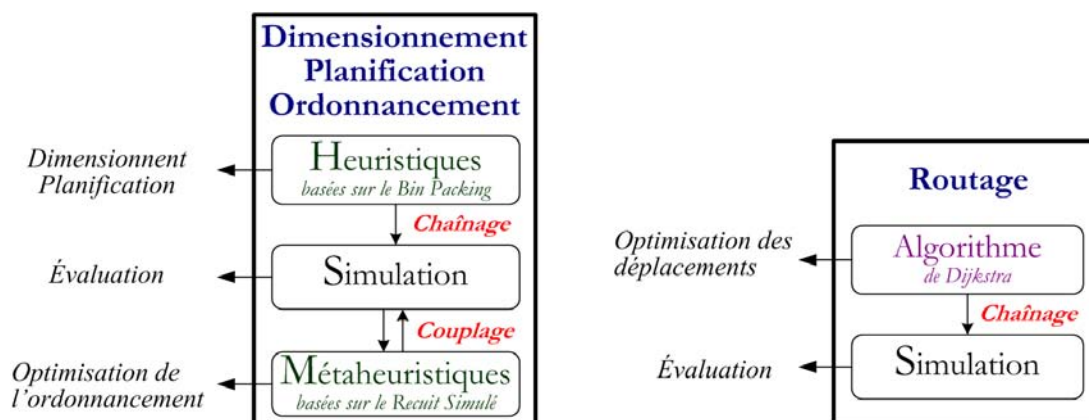 Dimensionnement
Planification
Ordonnancement
Dimensionnent
Planification
Heuristiques
basées sur le Bin Packing
Chaînage
Évaluation
Simulation
Couplage
Optimisation de
l'ordonnancement
Métaheuristiques
basées sur le Recuit Simulé
Routage
Optimisation des
déplacements
Algorithme
de Dijkstra
Chaînage
Évaluation
Simulation